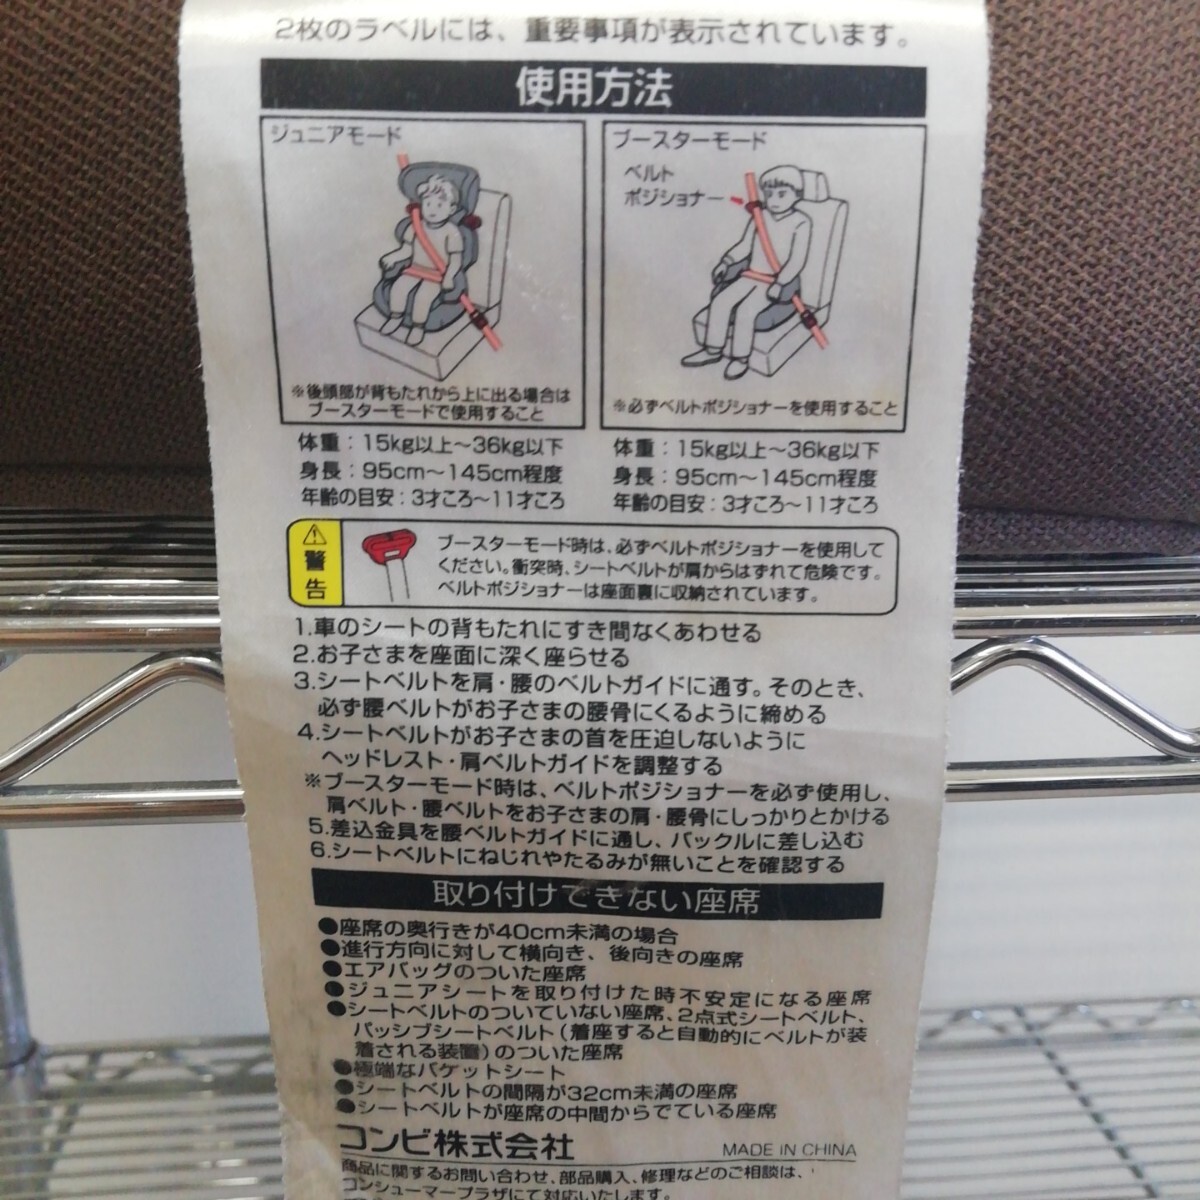 2枚のラベルには、重要事項が表示されています。
使用方法
ジュニアモード
※後頭部が背もたれから上に出る場合は
ブースターモードで使用すること
ブースターモード
ベルト
ポジショナー
※必ずベルトポジショナーを使用すること
体重：15kg以上〜36kg以下
身長：95cm〜145cm程度
年齢の目安：3才ころ〜11才ころ
体重：15kg以上〜36kg以下
身長：95cm〜145cm程度
年齢の目安：3才ころ〜11才ころ
警告
ブースターモード時は、必ずベルトポジショナーを使用して
ください。衝突時、シートベルトが肩からはずれて危険です。
ベルトポジショナーは座面裏に収納されています。
1.車のシートの背もたれにすき間なくあわせる
2.お子さまを座面に深く座らせる
3.シートベルトを肩・腰のベルトガイドに通す。そのとき、
必ず腰ベルトがお子さまの腰骨にくるように締める
4.シートベルトがお子さまの首を圧迫しないように
ヘッドレスト・肩ベルトガイドを調整する
※ブースターモード時は、ベルトポジショナーを必ず使用し、
肩ベルト・腰ベルトをお子さまの肩・腰骨にしっかりとかける
5.差込金具を腰ベルトガイドに通し、バックルに差し込む
6.シートベルトにねじれやたるみが無いことを確認する
取り付けできない座席
●座席の奥行きが40cm未満の場合
●進行方向に対して横向き、後向きの座席
●エアバッグのついた座席
●ジュニアシートを取り付けた時不安定になる座席
●シートベルトのついていない座席、2点式シートベルト、
パッシブシートベルト（着座すると自動的にベルトが装
着される装置）のついた座席
●極端なバケットシート
●シートベルトの間隔が32cm未満の座席
●シートベルトが座席の中間からでている座席
コンビ株式会社
MADE IN CHINA
商品に関するお問い合わせ、部品購入、修理などのご相談は、
コンシューマープラザにて対応いたします。